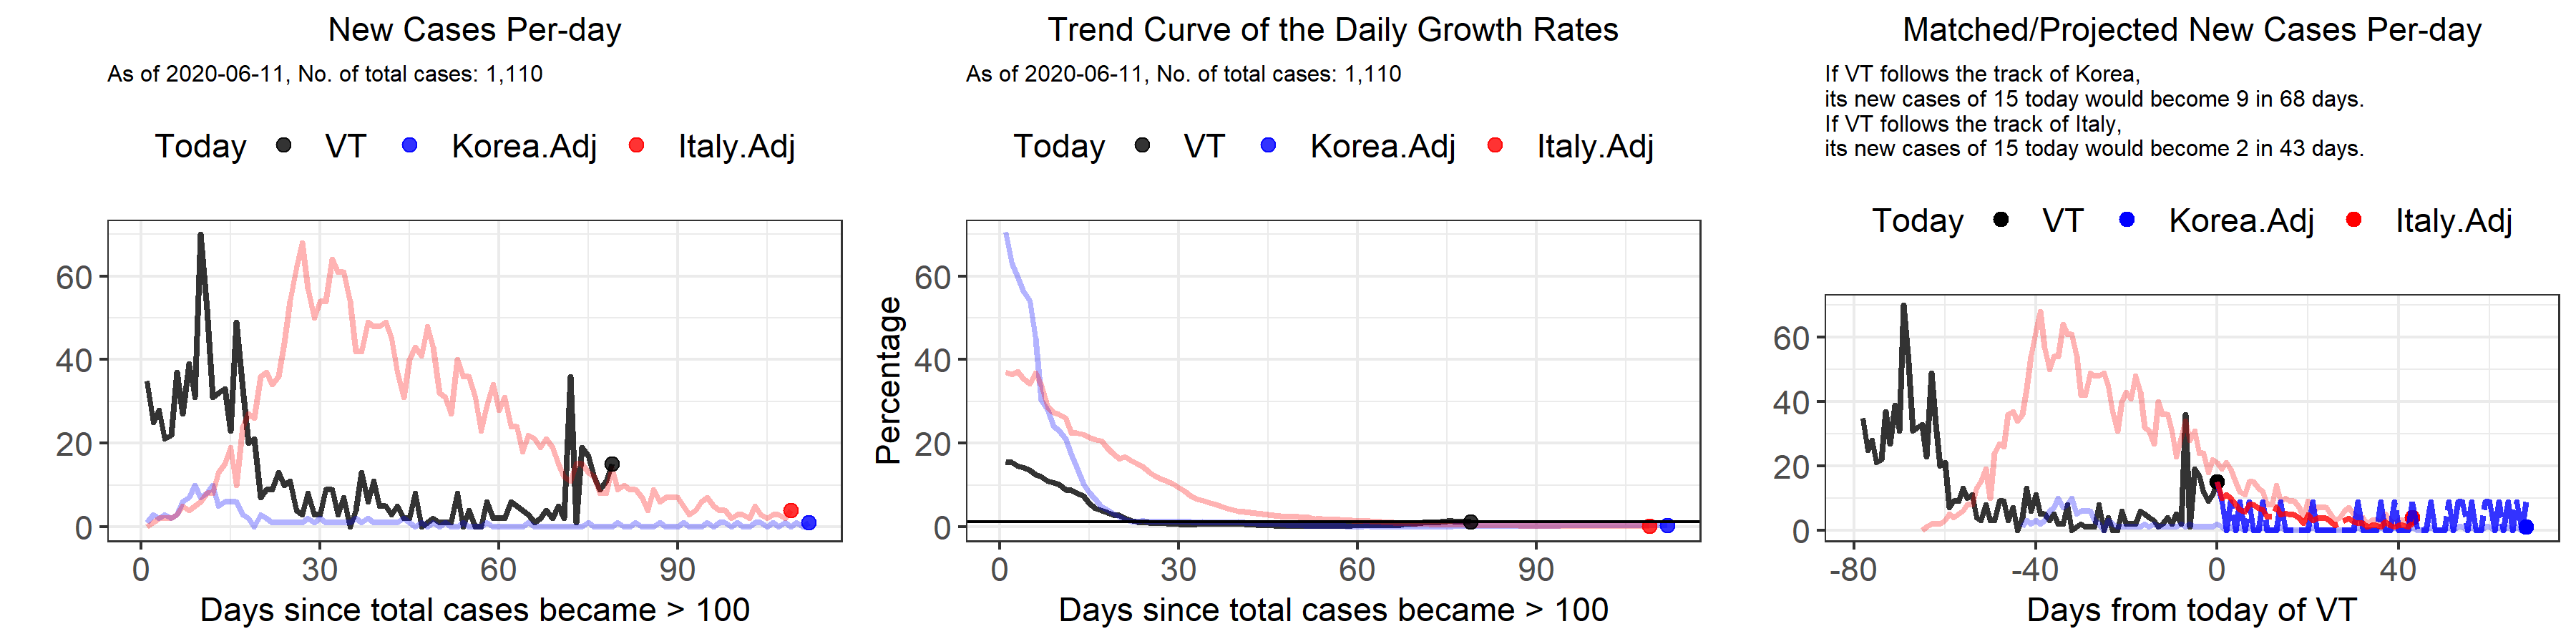 New Cases Per-day
As of 2020-06-11, No. of total cases: 1,110
Today VT Korea.Adj Italy.Adj
60
40
20
0
0 30 60 90
Days since total cases became > 100
Trend Curve of the Daily Growth Rates
As of 2020-06-11, No. of total cases: 1,110
Today VT Korea.Adj Italy.Adj
Percentage
60
40
20
0
0 30 60 90
Days since total cases became > 100
Matched/Projected New Cases Per-day
If VT follows the track of Korea,
its new cases of 15 today would become 9 in 68 days.
If VT follows the track of Italy,
its new cases of 15 today would become 2 in 43 days.
Today VT Korea.Adj Italy.Adj
60
40
20
0
-80 -40 0 40
Days from today of VT